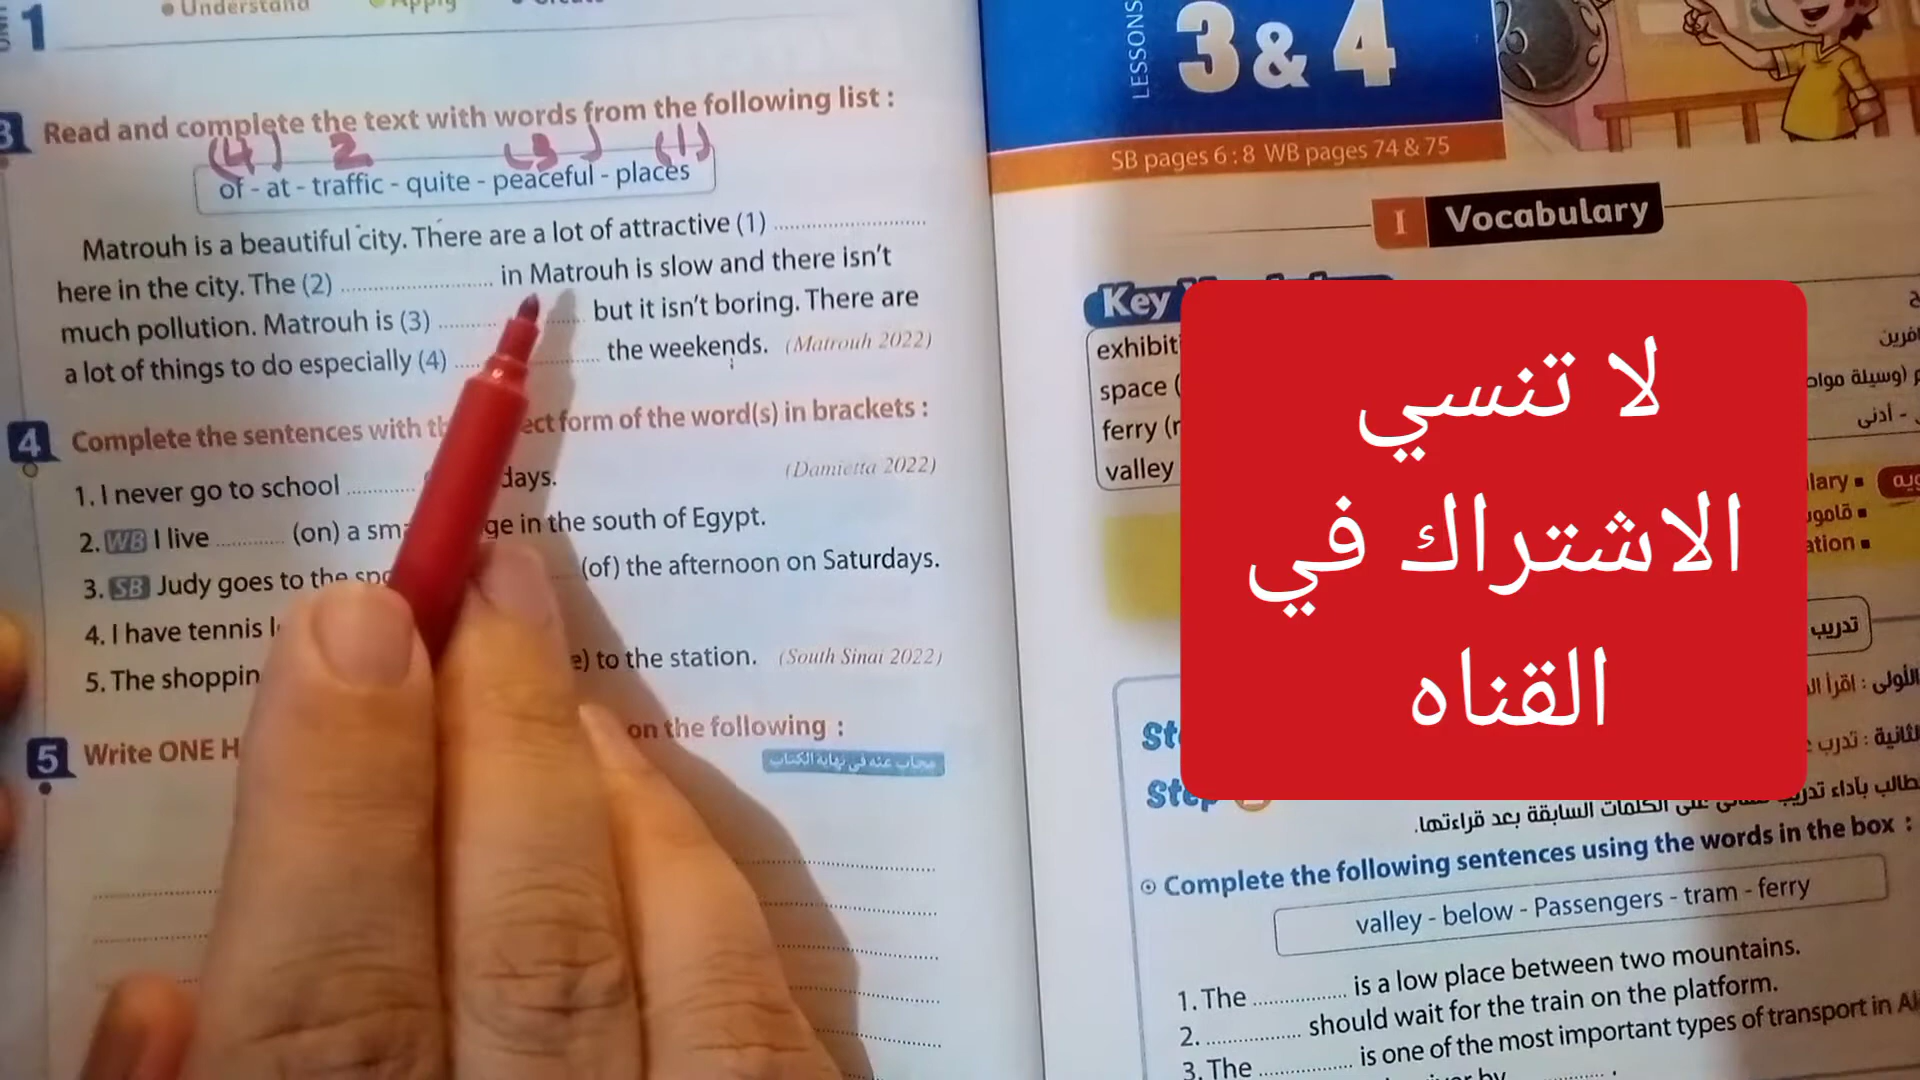 1
Understand
Apply
3 Read and complete the text with words from the following list :
(4) 2 (3) (1)
of - at - traffic - quite - peaceful - places
Matrouh is a beautiful city. There are a lot of attractive (1) ....................
here in the city. The (2) .................... in Matrouh is slow and there isn't
much pollution. Matrouh is (3) .................... but it isn't boring. There are
a lot of things to do especially (4) .................... the weekends. (Matrouh 2022)
4 Complete the sentences with the correct form of the word(s) in brackets :
1. I never go to school ............ days. (Damietta 2022)
2. WB I live ............ (on) a sm ge in the south of Egypt.
3. SB Judy goes to the spo (of) the afternoon on Saturdays.
4. I have tennis l
5. The shoppin e) to the station. (South Sinai 2022)
5 Write ONE H on the following :
مجاب عنه في نهاية الكتاب
LESSONS 3 & 4
SB pages 6 : 8 WB pages 74 & 75
I Vocabulary
Key
exhibit
space (
ferry (r
valley
لا تنسي
الاشتراك في
القناه
تدريب
Step
الكلمات السابقة بعد قراءتها.
Complete the following sentences using the words in the box :
valley - below - Passengers - tram - ferry
1. The ................ is a low place between two mountains.
2. ................ should wait for the train on the platform.
3. The ................ is one of the most important types of transport in Al